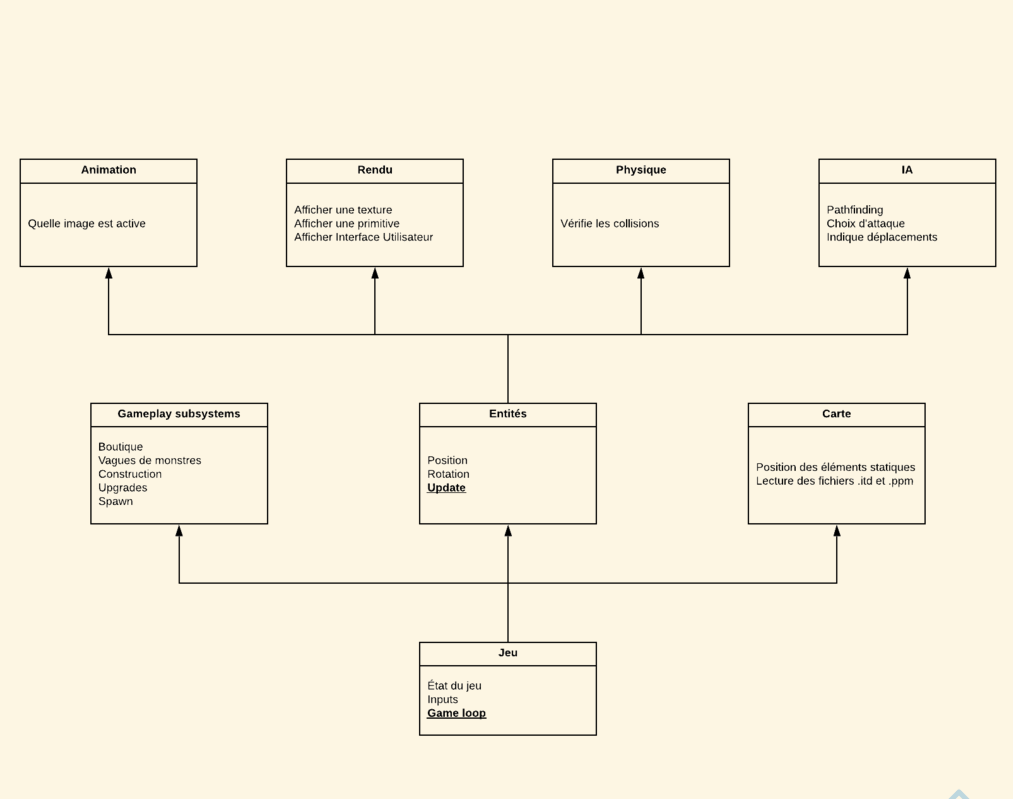 Animation
Quelle image est active
Rendu
Afficher une texture
Afficher une primitive
Afficher Interface Utilisateur
Physique
Vérifie les collisions
IA
Pathfinding
Choix d'attaque
Indique déplacements
Gameplay subsystems
Boutique
Vagues de monstres
Construction
Upgrades
Spawn
Entités
Position
Rotation
Update
Carte
Position des éléments statiques
Lecture des fichiers .itd et .ppm
Jeu
État du jeu
Inputs
Game loop